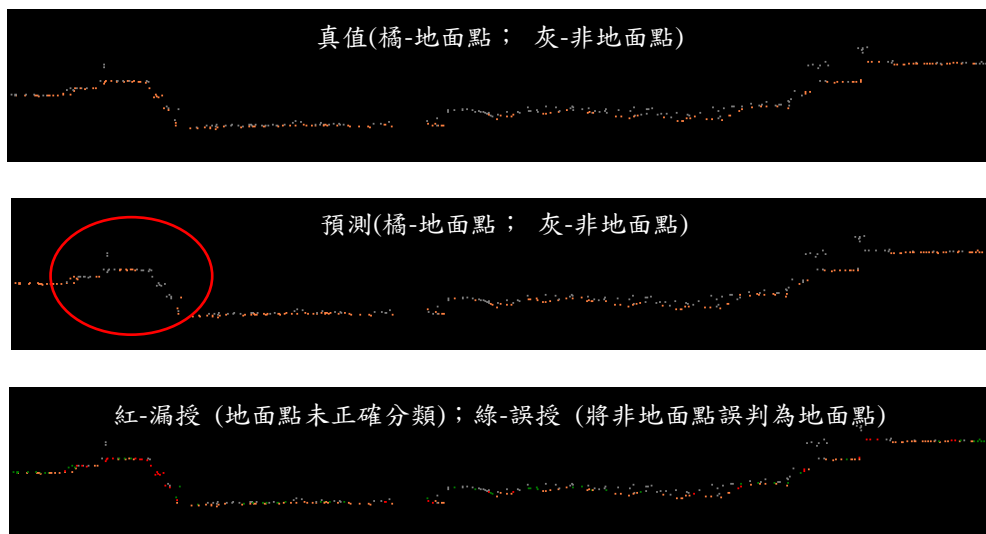 真值(橘-地面點； 灰-非地面點)
預測(橘-地面點； 灰-非地面點)
紅-漏授 (地面點未正確分類)；綠-誤授 (將非地面點誤判為地面點)